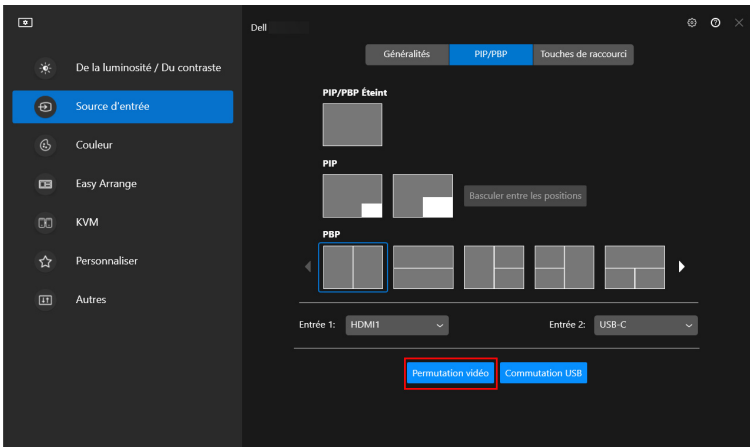 Dell
De la luminosité / Du contraste
Source d'entrée
Couleur
Easy Arrange
KVM
Personnaliser
Autres
Généralités PIP/PBP Touches de raccourci
PIP/PBP Éteint
PIP
Basculer entre les positions
PBP
Entrée 1: HDMI1 Entrée 2: USB-C
Permutation vidéo Commutation USB